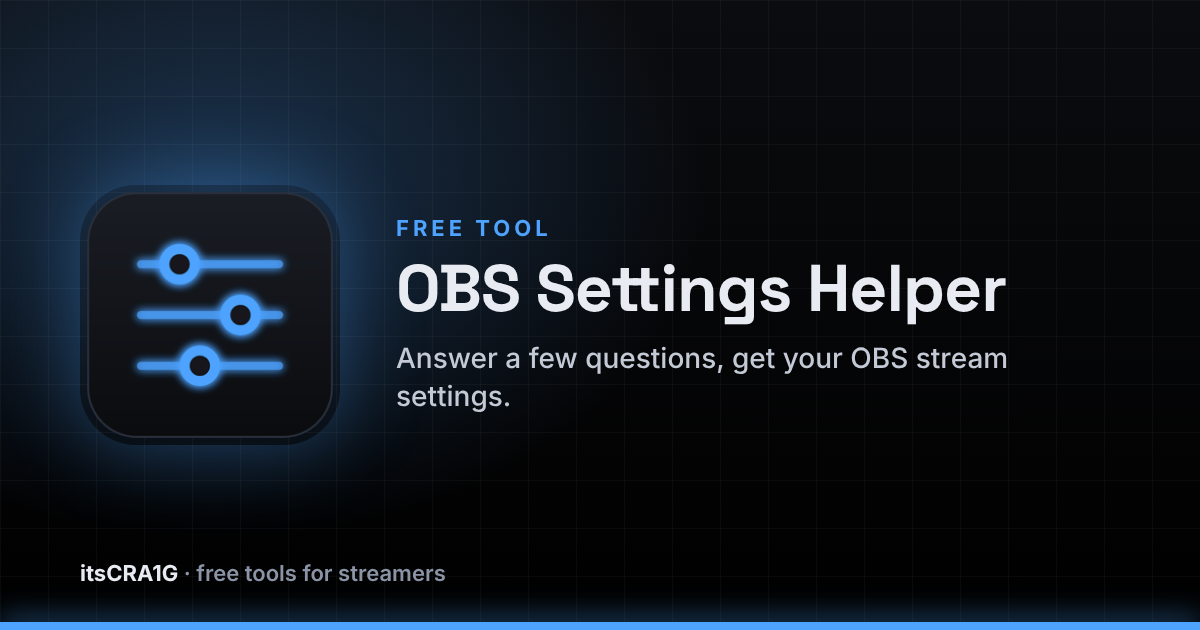 FREE TOOL
OBS Settings Helper
Answer a few questions, get your OBS stream
settings.
itsCRA1G · free tools for streamers